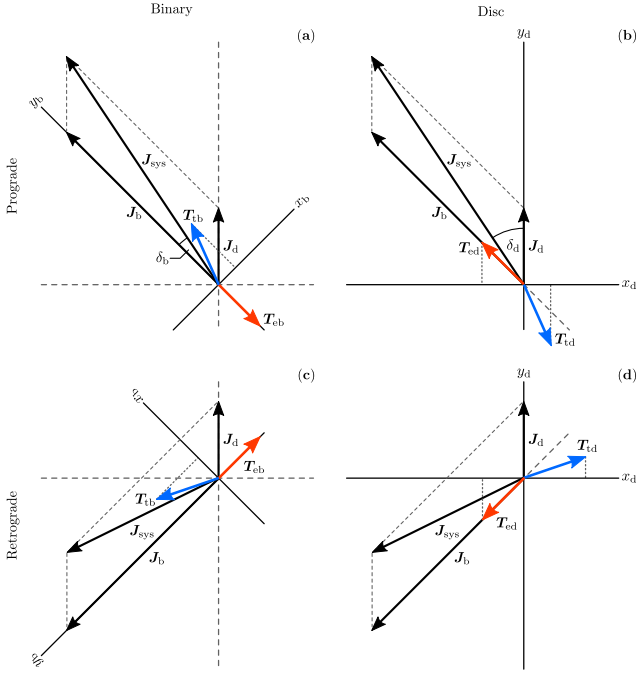 Binary
Disc
(a)
(b)
y_d
y_b
Prograde
J_sys
J_sys
x_b
J_b
T_tb
J_d
J_b
T_ed
δ_d
J_d
δ_b
x_d
T_eb
T_td
(c)
(d)
y_d
x_b
J_d
T_eb
J_d
T_td
x_d
T_tb
Retrograde
T_ed
J_sys
J_sys
J_b
J_b
y_b